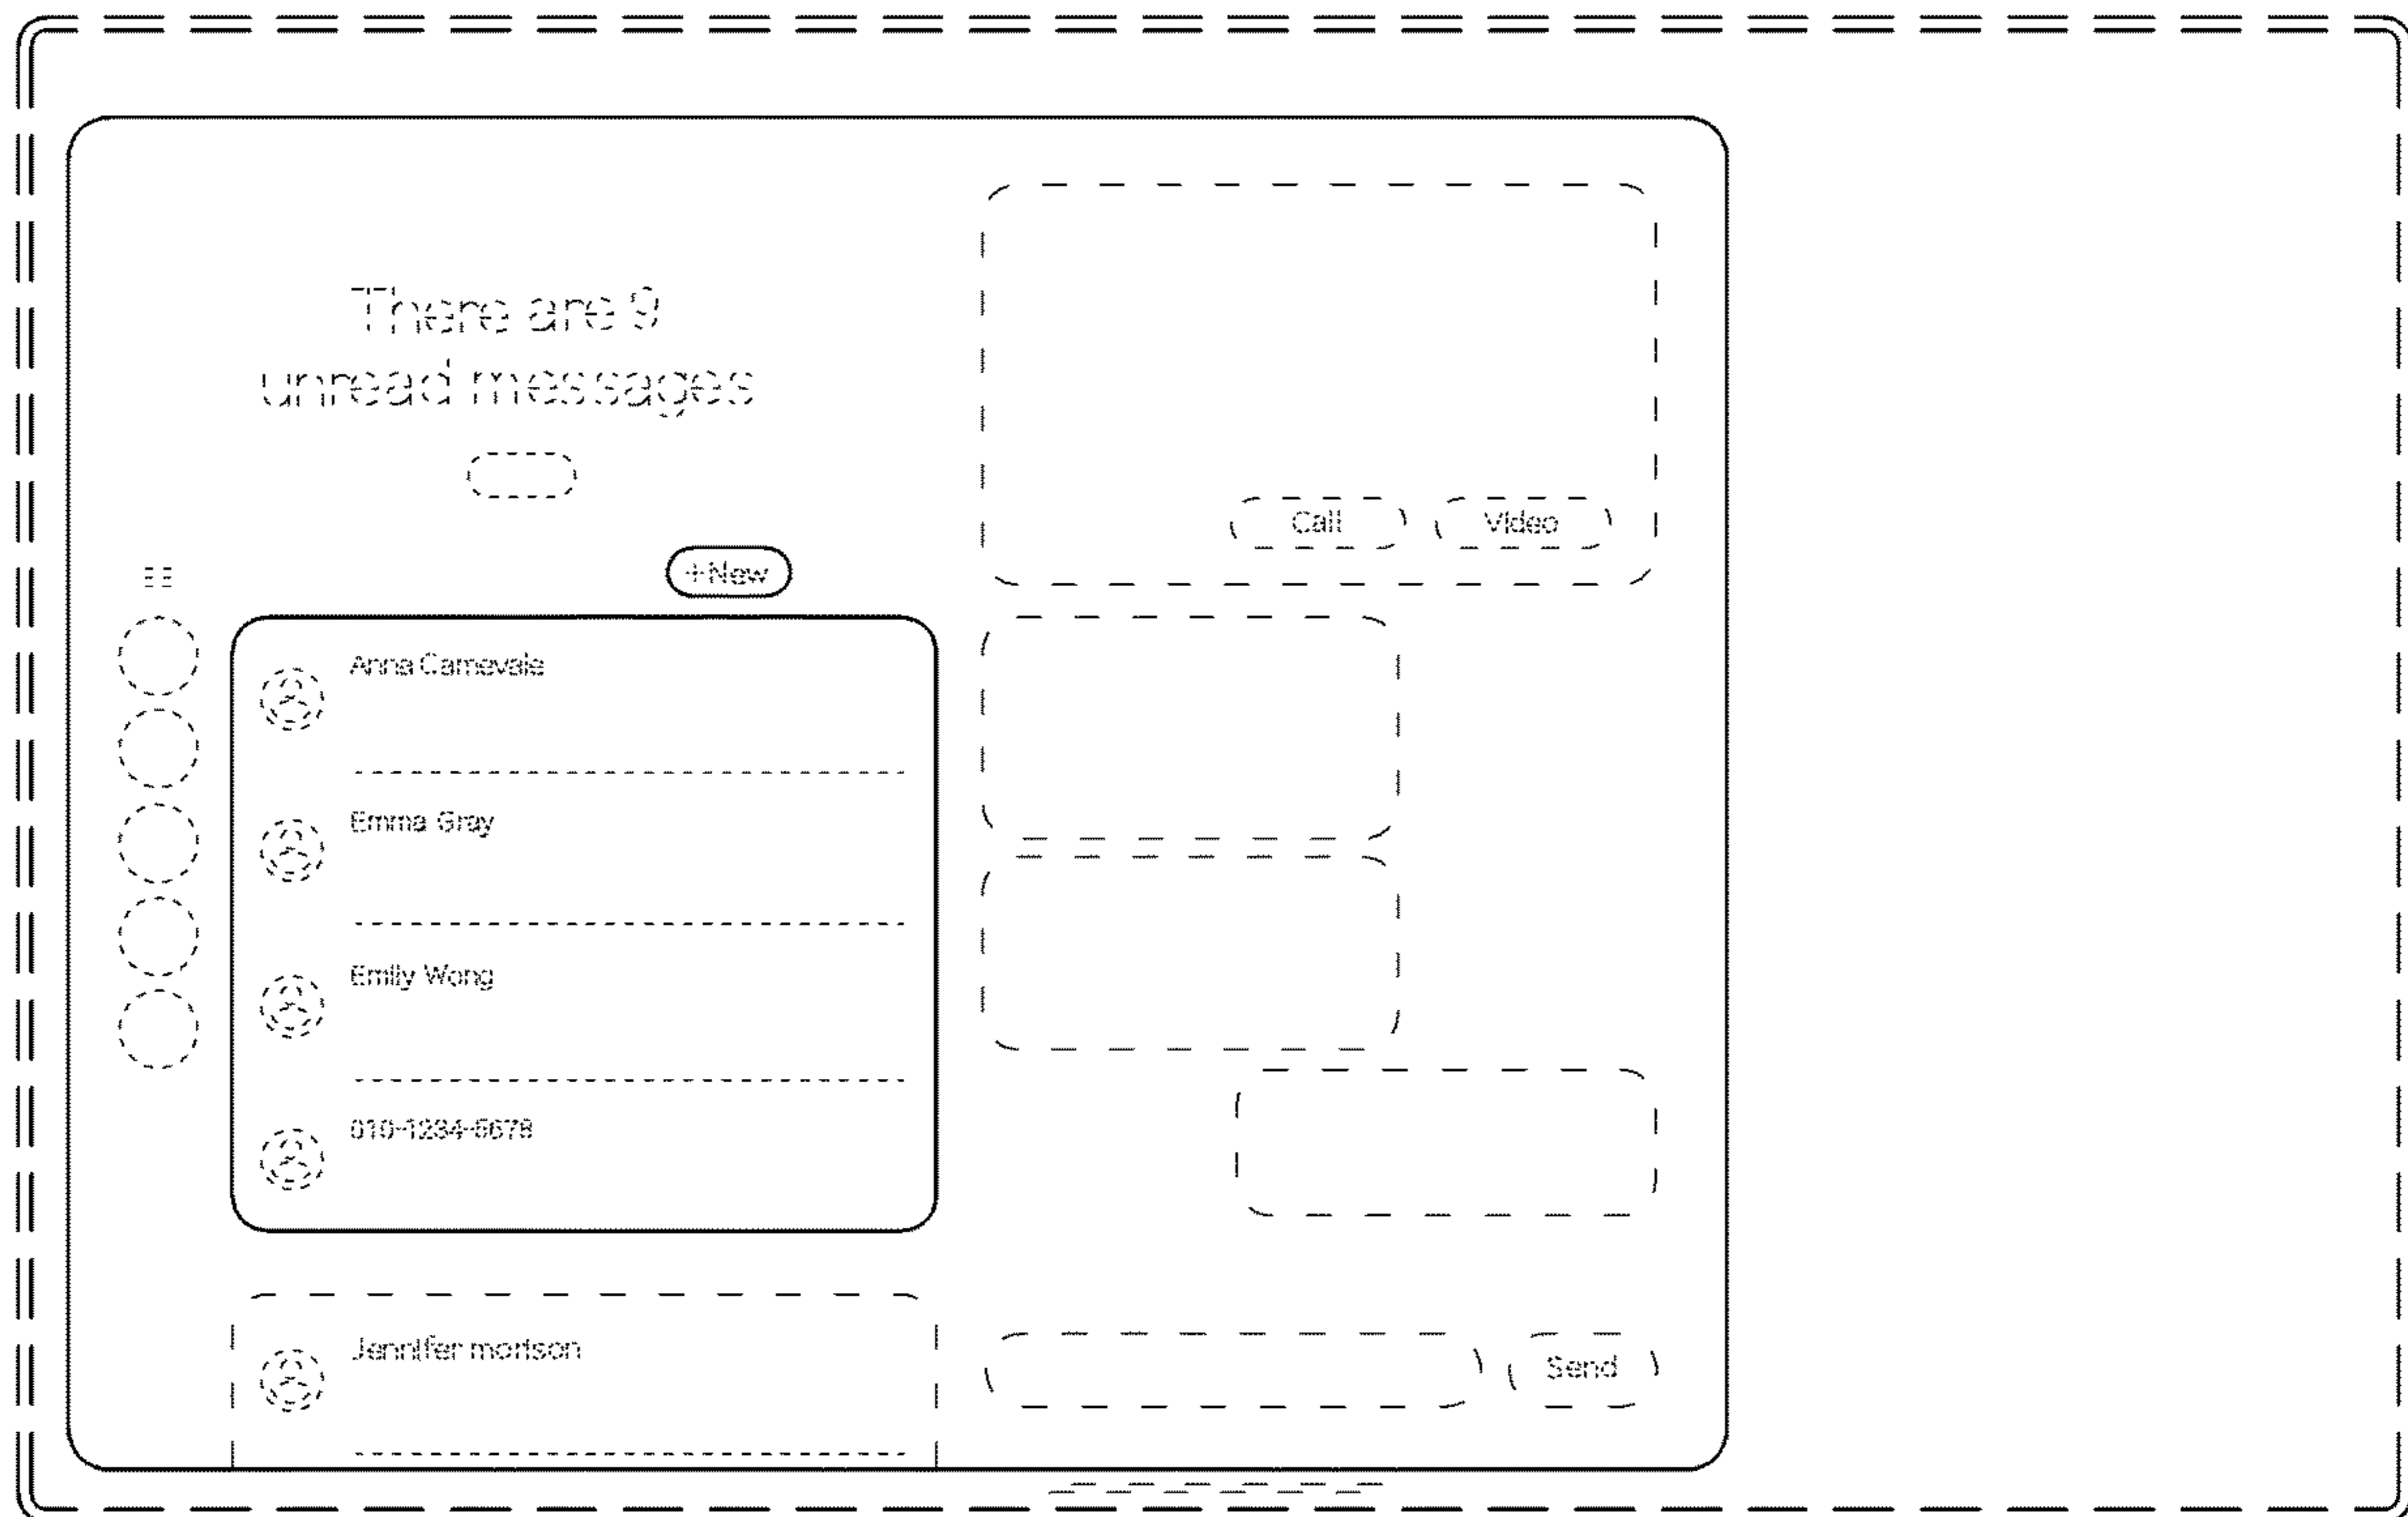 There are 9
unread messages
+New
Anna Carnevale
Emma Gray
Emily Wong
010-1234-5678
Jennifer morison
Call
Video
Send